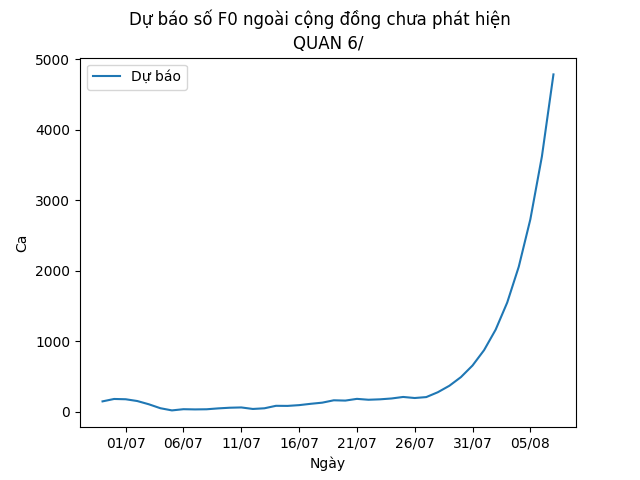 Dự báo số F0 ngoài cộng đồng chưa phát hiện
QUAN 6/
Dự báo
5000
4000
3000
2000
1000
0
Ca
01/07 06/07 11/07 16/07 21/07 26/07 31/07 05/08
Ngày